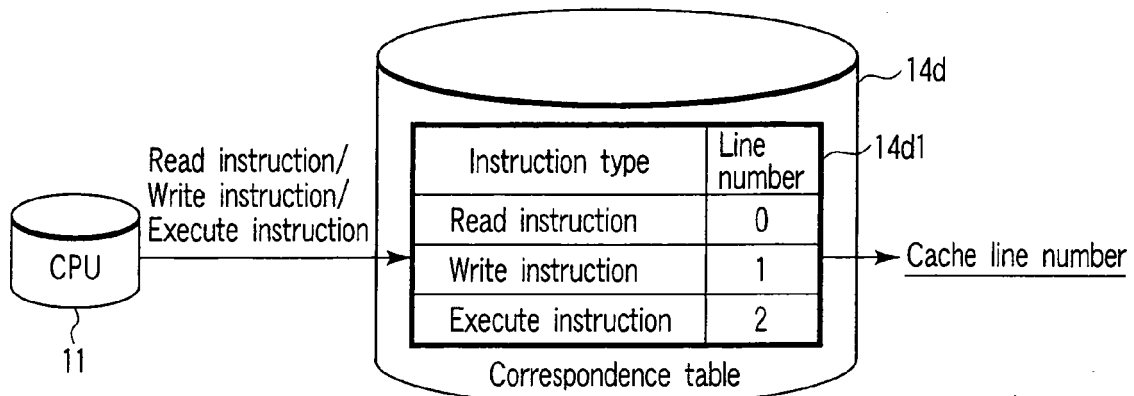 14d
14d1
Read instruction/
Write instruction/
Execute instruction
CPU
11
Instruction type Line number
Read instruction 0
Write instruction 1
Execute instruction 2
Correspondence table
Cache line number